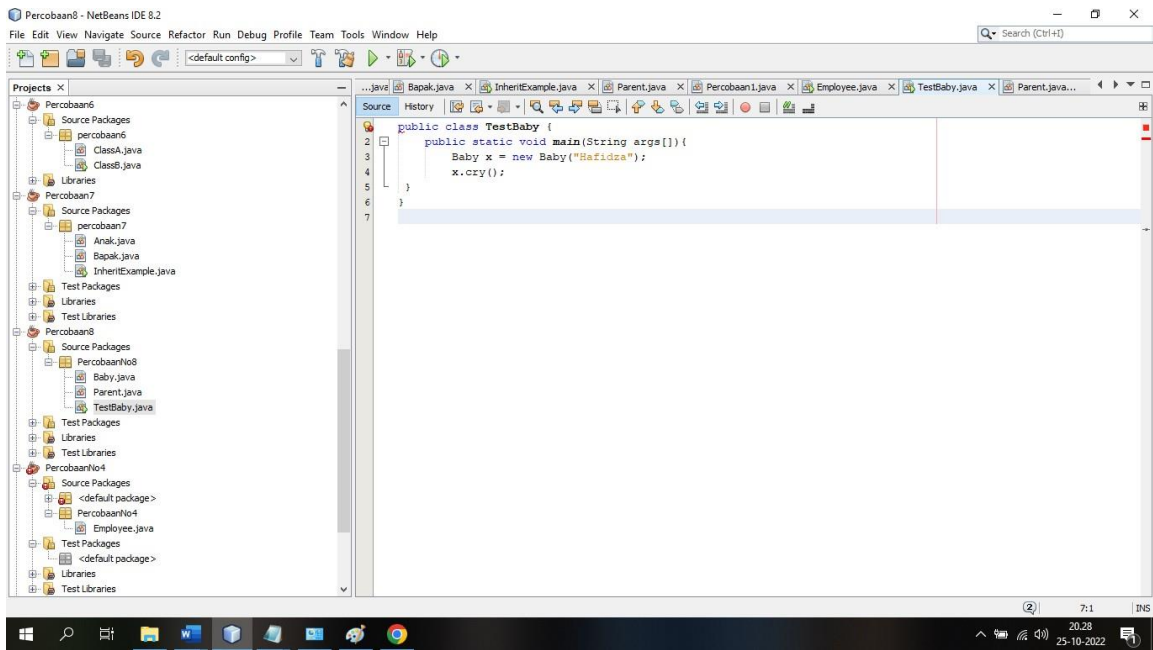 Percobaan8 - NetBeans IDE 8.2
File Edit View Navigate Source Refactor Run Debug Profile Team Tools Window Help
Search (Ctrl+I)
<default config>
Projects
...java Bapak.java InheritExample.java Parent.java Percobaan1.java Employee.java TestBaby.java Parent.java...
Source History
Percobaan6
Source Packages
percobaan6
ClassA.java
ClassB.java
Libraries
Percobaan7
Source Packages
percobaan7
Anak.java
Bapak.java
InheritExample.java
Test Packages
Libraries
Test Libraries
Percobaan8
Source Packages
PercobaanNo8
Baby.java
Parent.java
TestBaby.java
Test Packages
Libraries
Test Libraries
PercobaanNo4
Source Packages
<default package>
PercobaanNo4
Employee.java
Test Packages
<default package>
Libraries
Test Libraries
public class TestBaby {
2 public static void main(String args[]){
3 Baby x = new Baby("Hafidza");
4 x.cry();
5 }
6 }
7
2 7:1 INS
20.28
25-10-2022
1